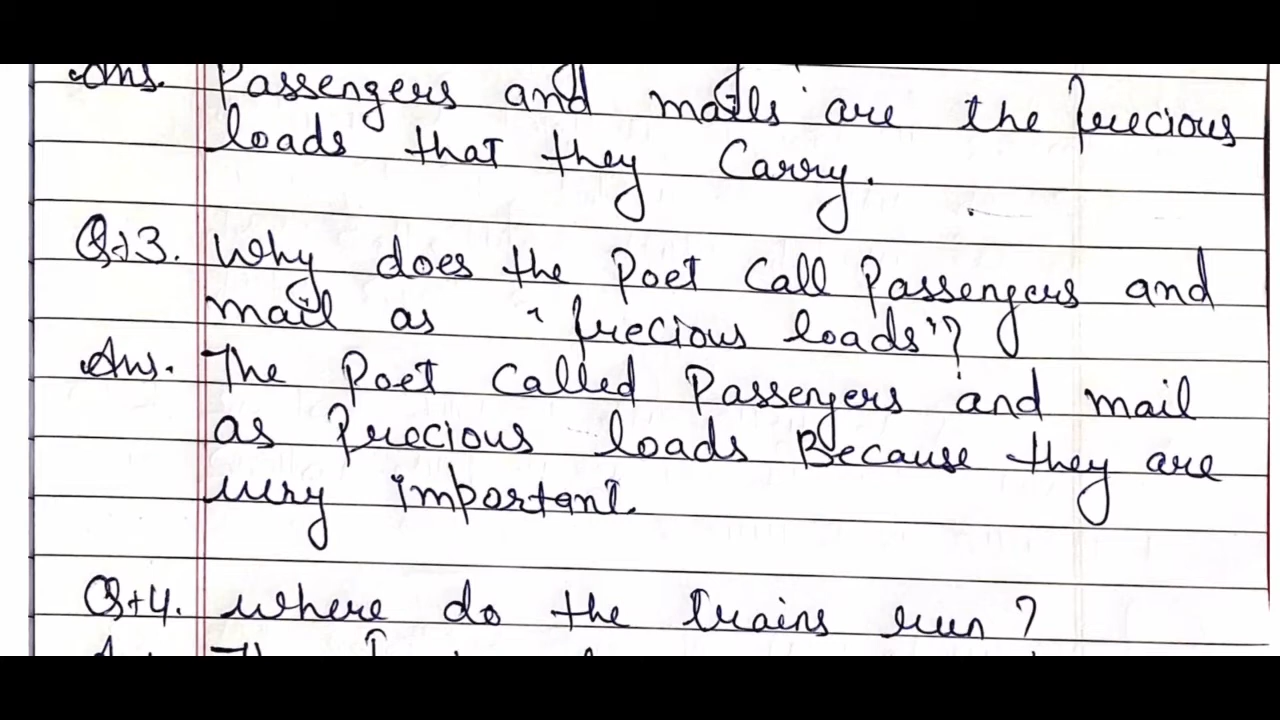 Ans. Passengers and mails are the precious
loads that they Carry.
Qt3. Why does the Poet Call Passengers and
mail as "precious loads"?
Ans. The Poet Called Passengers and mail
as precious loads Because they are
very important.
Qt4. where do the trains run?